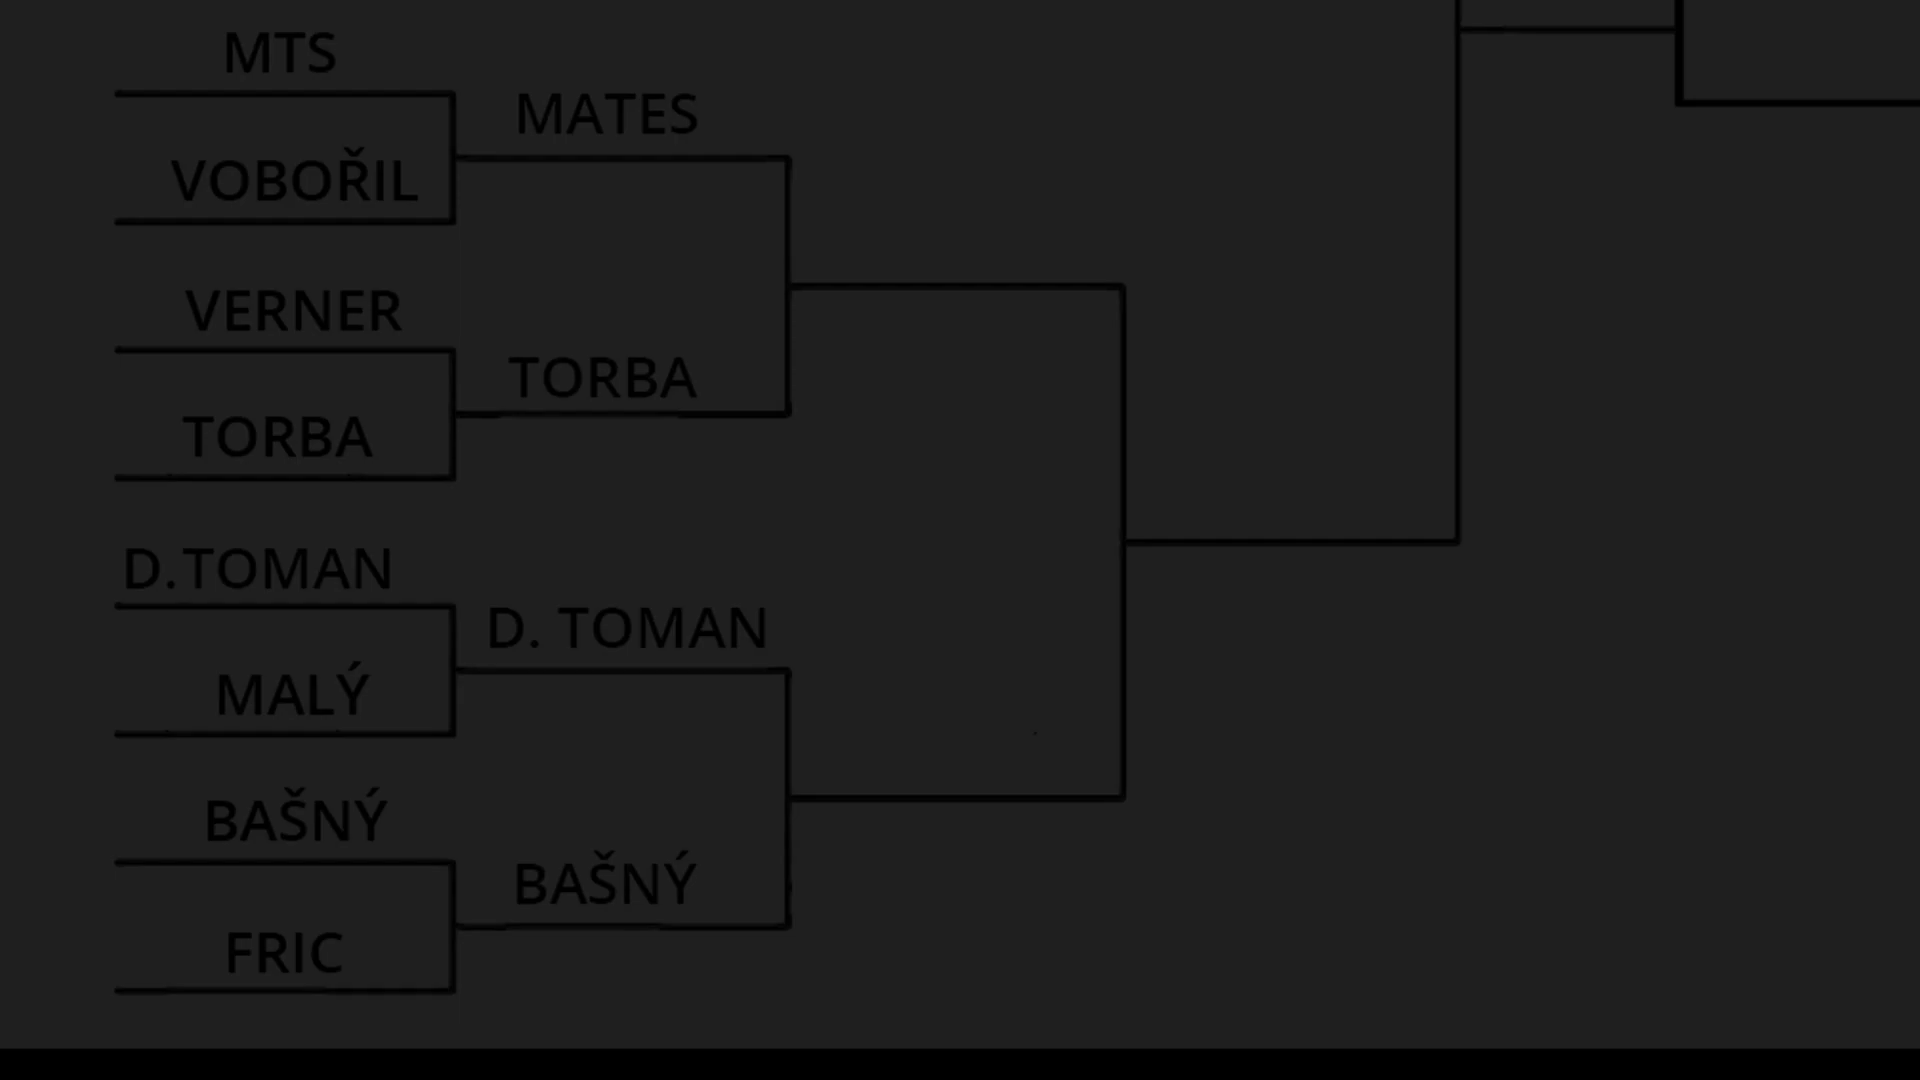 MTS
VOBOŘIL
VERNER
TORBA
D.TOMAN
MALÝ
BAŠNÝ
FRIC
MATES
TORBA
D. TOMAN
BAŠNÝ